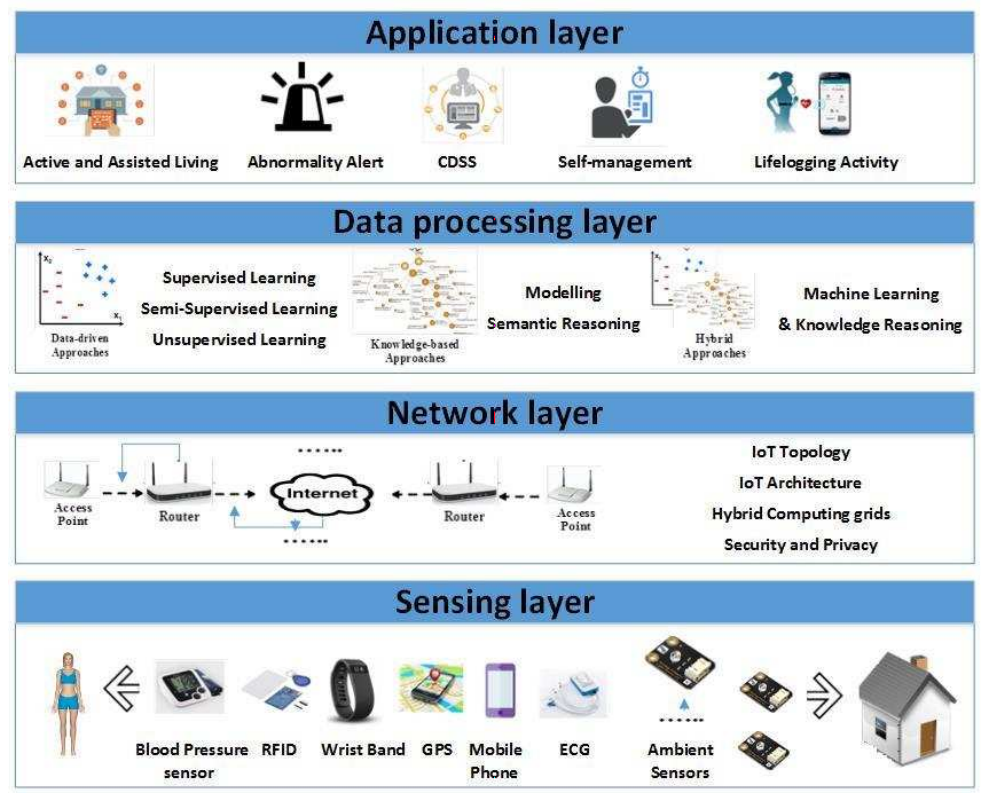 Application layer
Active and Assisted Living
Abnormality Alert
CDSS
Self-management
Lifelogging Activity
Data processing layer
X₂
X₁
Data-driven
Approaches
Supervised Learning
Semi-Supervised Learning
Unsupervised Learning
Knowledge-based
Approaches
Modelling
Semantic Reasoning
Hybrid
Approaches
Machine Learning
& Knowledge Reasoning
Network layer
Access
Point
Router
Internet
Router
Access
Point
IoT Topology
IoT Architecture
Hybrid Computing grids
Security and Privacy
Sensing layer
Blood Pressure
sensor
RFID
Wrist Band
GPS
Mobile
Phone
ECG
Ambient
Sensors